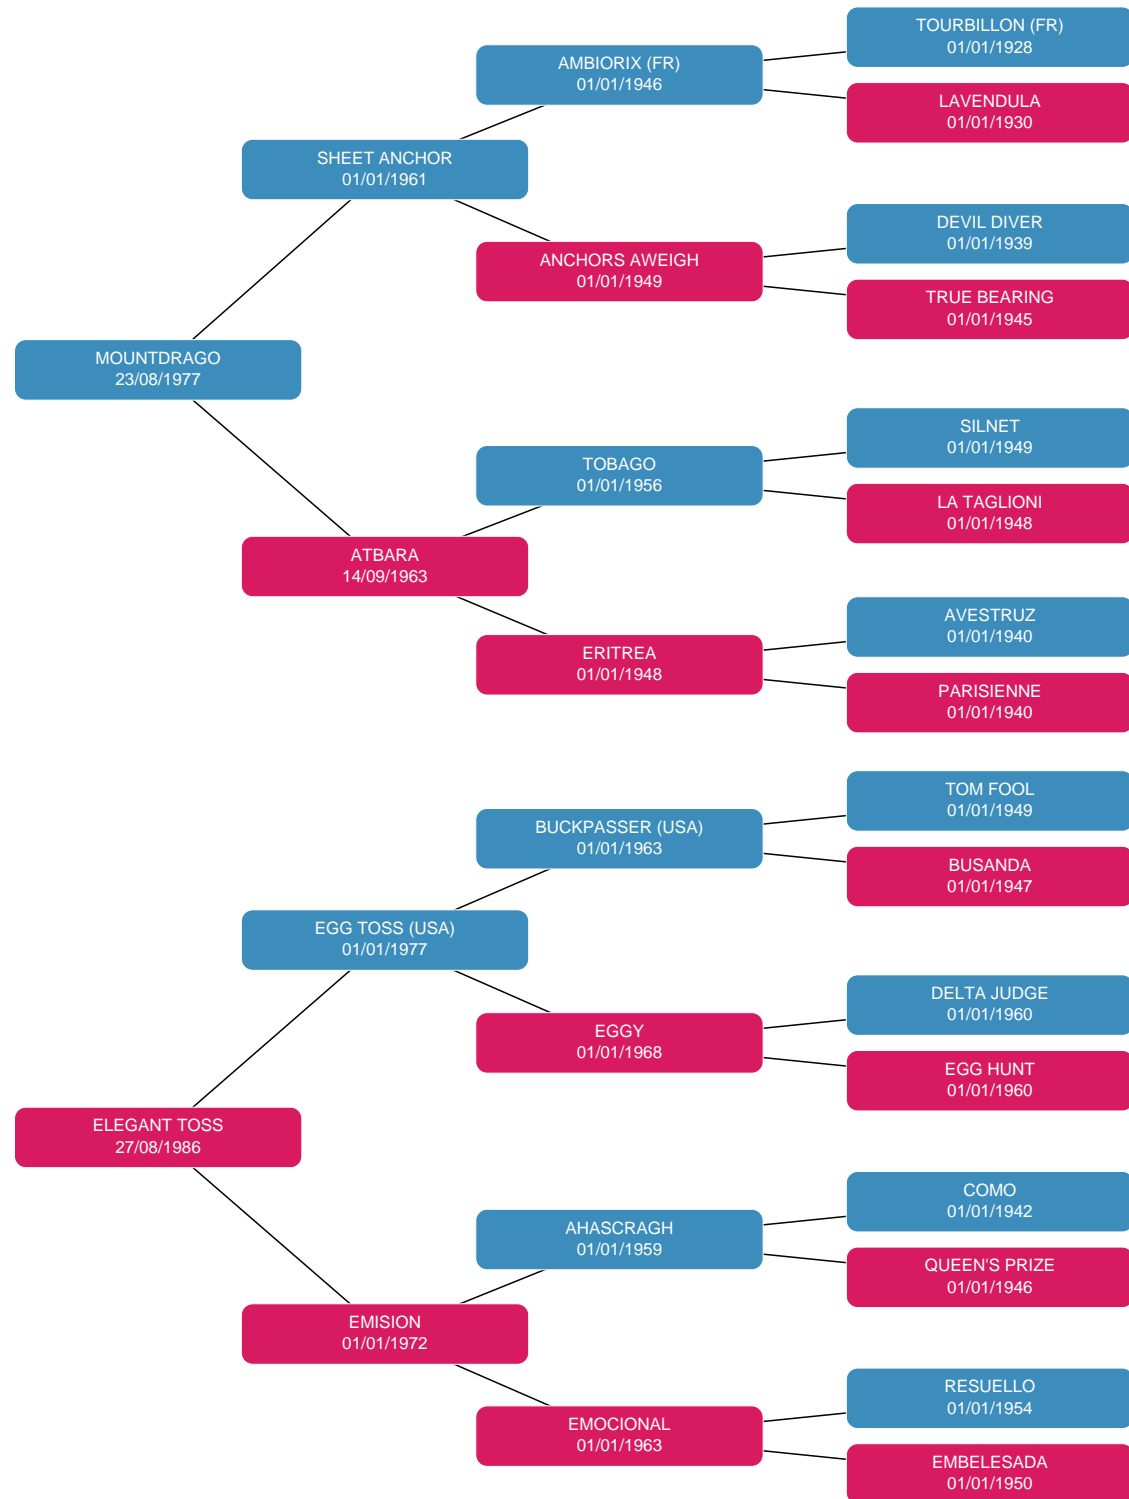 TOURBILLON (FR)
01/01/1928
AMBIORIX (FR)
01/01/1946
LAVENDULA
01/01/1930
SHEET ANCHOR
01/01/1961
DEVIL DIVER
01/01/1939
ANCHORS AWEIGH
01/01/1949
TRUE BEARING
01/01/1945
MOUNTDRAGO
23/08/1977
SILNET
01/01/1949
TOBAGO
01/01/1956
LA TAGLIONI
01/01/1948
ATBARA
14/09/1963
AVESTRUZ
01/01/1940
ERITREA
01/01/1948
PARISIENNE
01/01/1940
TOM FOOL
01/01/1949
BUCKPASSER (USA)
01/01/1963
BUSANDA
01/01/1947
EGG TOSS (USA)
01/01/1977
DELTA JUDGE
01/01/1960
EGGY
01/01/1968
EGG HUNT
01/01/1960
ELEGANT TOSS
27/08/1986
COMO
01/01/1942
AHASCRAGH
01/01/1959
QUEEN'S PRIZE
01/01/1946
EMISION
01/01/1972
RESUELLO
01/01/1954
EMOCIONAL
01/01/1963
EMBELESADA
01/01/1950